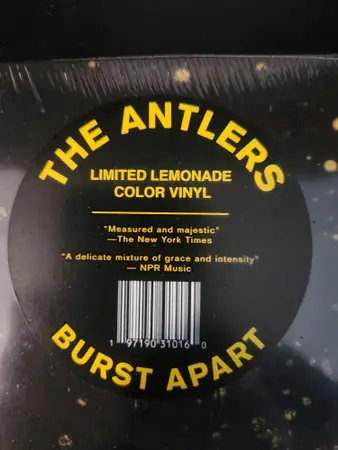 THE ANTLERS
LIMITED LEMONADE
COLOR VINYL
"Measured and majestic"
—The New York Times
"A delicate mixture of grace and intensity"
— NPR Music
1 97190 31016 0
BURST APART